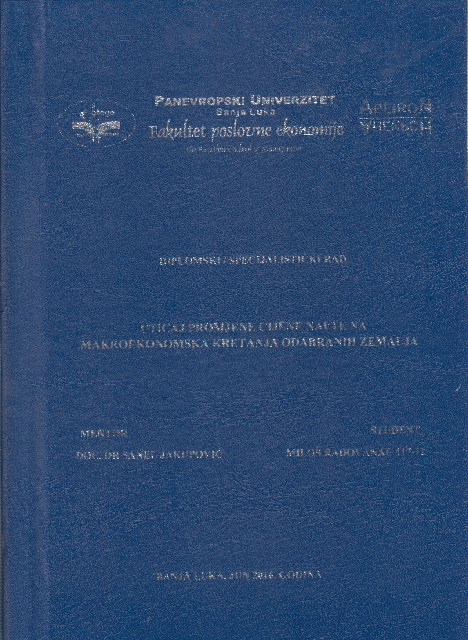 PANEVROPSKI UNIVERZITET
Banja Luka
Fakultet poslovne ekonomije
APEIRON
DIPLOMSKI / SPECIJALISTIČKI RAD
UTICAJ PROMJENE CIJENE NAFTE NA
MAKROEKONOMSKA KRETANJA ODABRANIH ZEMALJA
MENTOR
STUDENT
DOC. DR SANEL JAKUPOVIĆ
MILOŠ RADOVANAC
BANJA LUKA, JUN 2016. GODINA